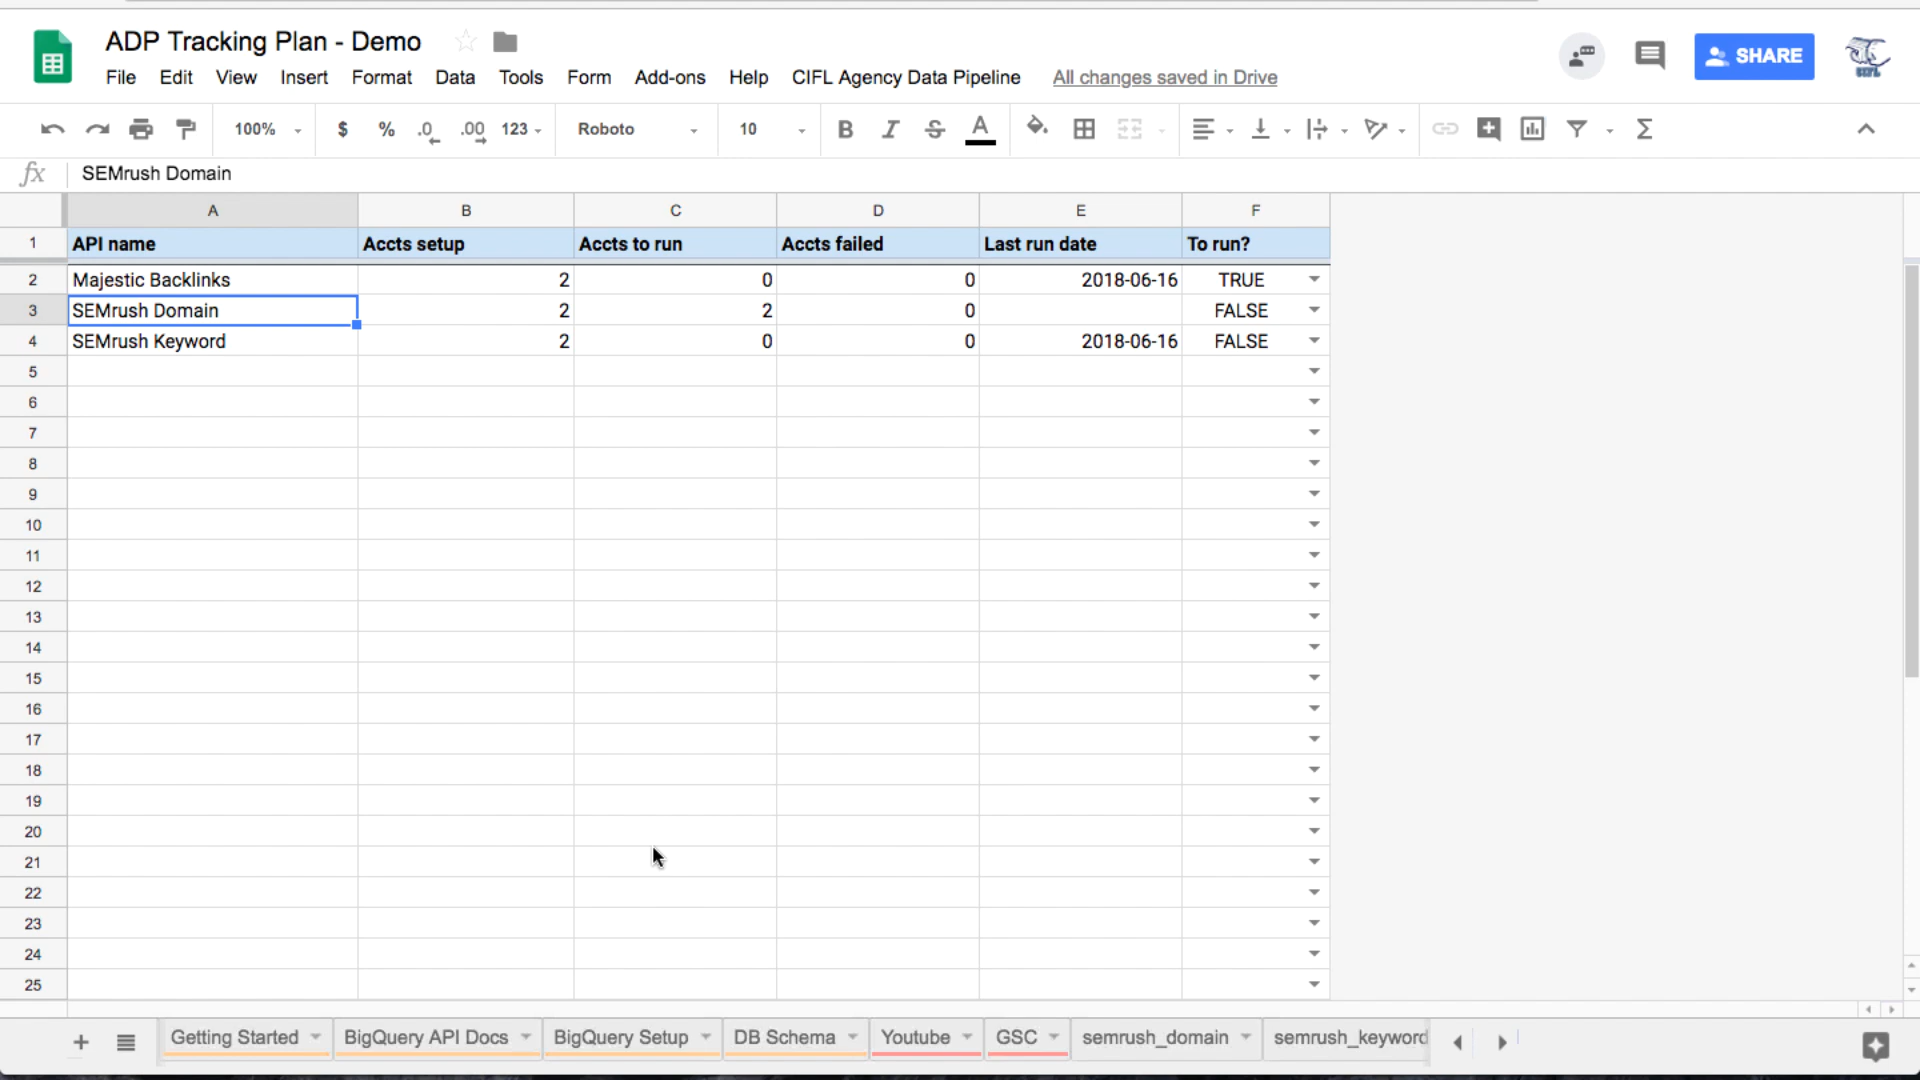 ADP Tracking Plan - Demo
File Edit View Insert Format Data Tools Form Add-ons Help CIFL Agency Data Pipeline All changes saved in Drive
SHARE
CIFL
100% $ % .0 .00 123 Roboto 10 B I S A
fx SEMrush Domain
A B C D E F
1 API name Accts setup Accts to run Accts failed Last run date To run?
2 Majestic Backlinks 2 0 0 2018-06-16 TRUE
3 SEMrush Domain 2 2 0 FALSE
4 SEMrush Keyword 2 0 0 2018-06-16 FALSE
5
6
7
8
9
10
11
12
13
14
15
16
17
18
19
20
21
22
23
24
25
Getting Started BigQuery API Docs BigQuery Setup DB Schema Youtube GSC semrush_domain semrush_keyword